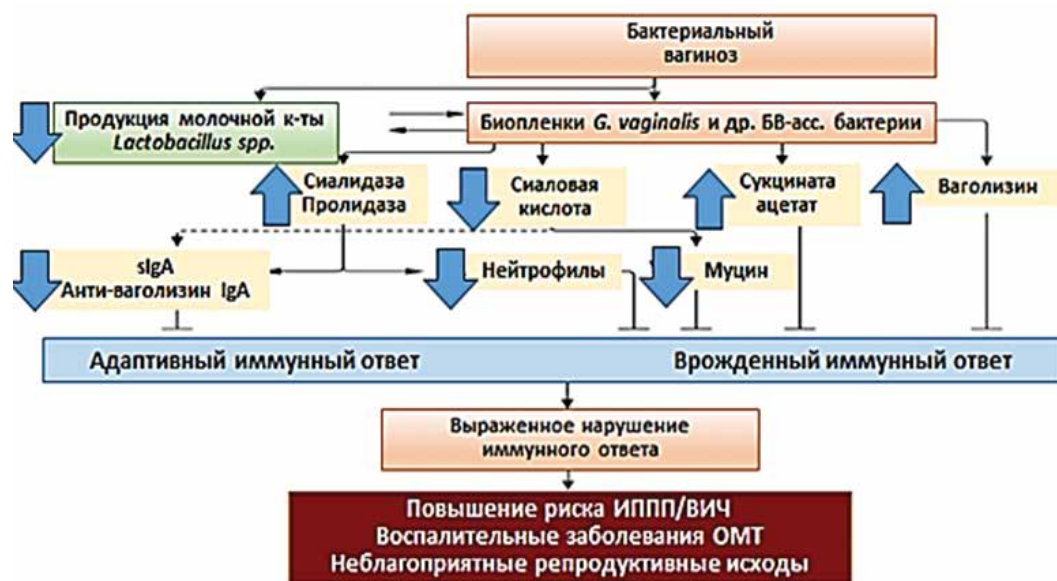 Бактериальный
вагиноз
Продукция молочной к-ты
Lactobacillus spp.
Биопленки G. vaginalis и др. БВ-асс. бактерии
Сиалидаза
Пролидаза
Сиаловая
кислота
Сукцината
ацетат
Ваголизин
sIgA
Анти-ваголизин IgA
Нейтрофилы
Муцин
Адаптивный иммунный ответ
Врожденный иммунный ответ
Выраженное нарушение
иммунного ответа
Повышение риска ИППП/ВИЧ
Воспалительные заболевания ОМТ
Неблагоприятные репродуктивные исходы